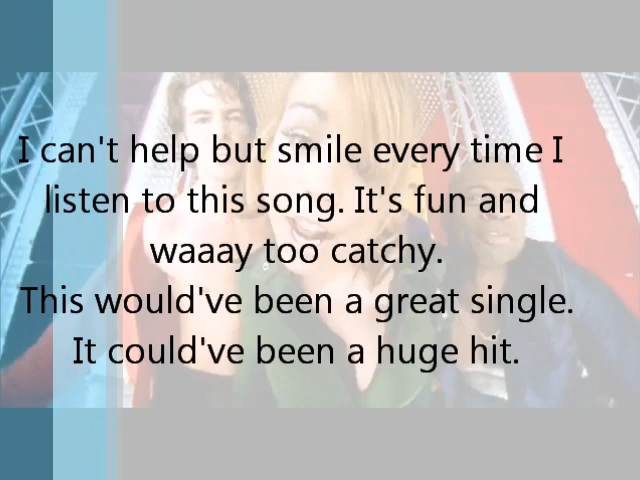 I can't help but smile every time I
listen to this song. It's fun and
waaay too catchy.
This would've been a great single.
It could've been a huge hit.